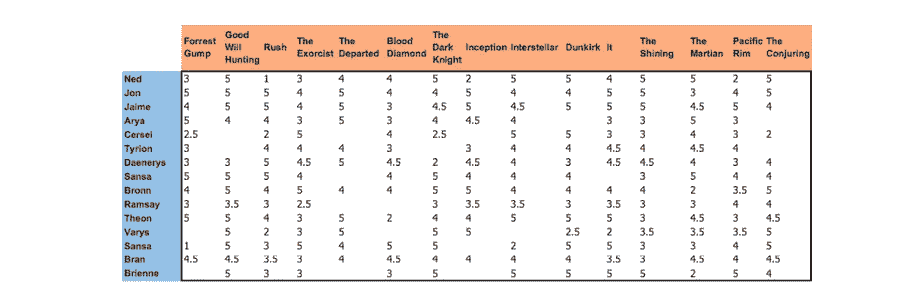 Forrest Gump Good Will Hunting Rush The Exorcist The Departed Blood Diamond The Dark Knight Inception Interstellar Dunkirk It The Shining The Martian Pacific Rim The Conjuring
Ned 3 5 1 3 4 4 5 2 5 5 4 5 5 2 5
Jon 5 5 5 4 5 4 4 5 4 4 5 5 3 4 5
Jaime 4 5 5 4 5 3 4.5 5 4.5 5 5 5 4.5 5 4
Arya 5 4 4 3 5 3 4 4.5 4 3 3 5 3
Cersei 2.5 2 5 4 2.5 5 5 3 3 4 3 2
Tyrion 3 4 4 4 3 3 4 4 4.5 4 4.5 4
Daenerys 3 3 5 4.5 5 4.5 2 4.5 4 3 4.5 4.5 4 3 4
Sansa 5 5 5 4 4 5 4 4 4 3 5 4 4
Bronn 4 5 4 5 4 4 5 5 4 4 4 4 2 3.5 5
Ramsay 3 3.5 3 2.5 3 3.5 3.5 3 3.5 3 3 4 4
Theon 5 5 4 3 5 2 4 4 5 5 5 3 4.5 3 4.5
Varys 5 2 3 5 5 5 2.5 2 3.5 3.5 3.5 5
Sansa 1 5 3 5 4 5 5 2 5 5 3 3 4 5
Bran 4.5 4.5 3.5 3 4 4.5 4 4 4 4 3.5 3 4.5 4 4.5
Brienne 5 3 3 3 5 5 5 5 5 2 5 4